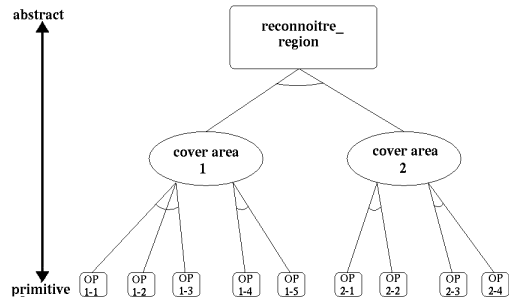 abstract
reconnoitre_
region
cover area
1
cover area
2
OP
1-1
OP
1-2
OP
1-3
OP
1-4
OP
1-5
OP
2-1
OP
2-2
OP
2-3
OP
2-4
primitive